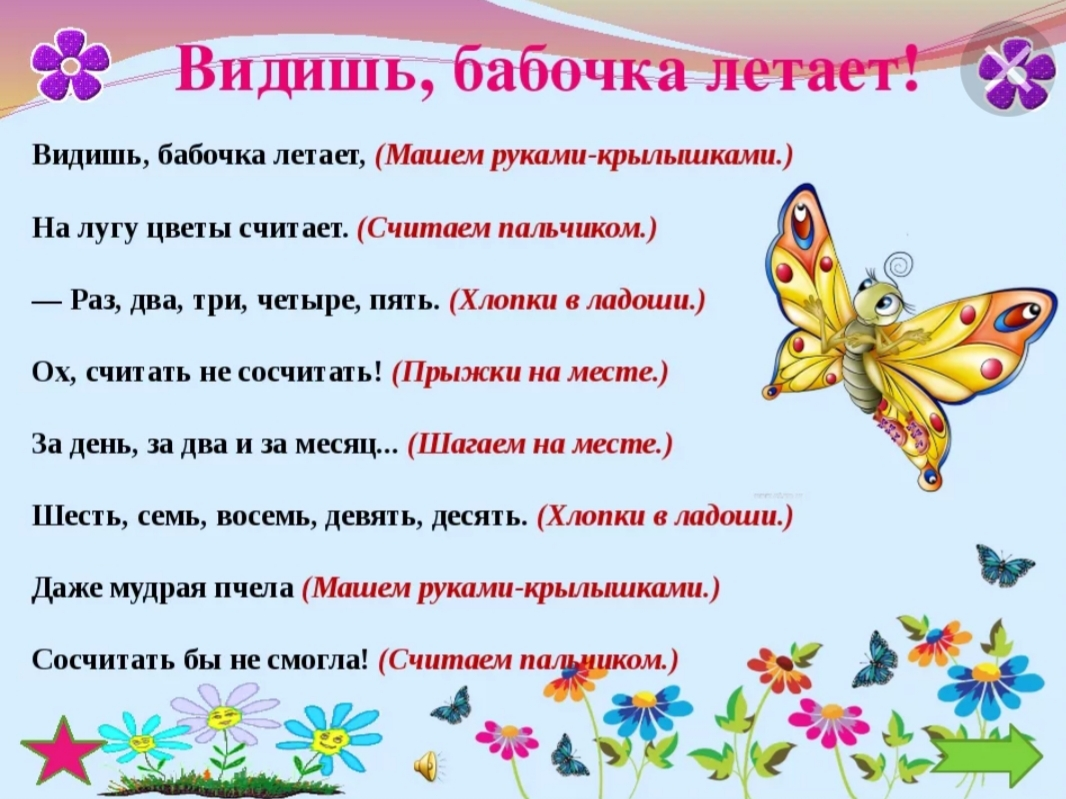 Видишь, бабочка летает!
Видишь, бабочка летает, (Машем руками-крылышками.)
На лугу цветы считает. (Считаем пальчиком.)
— Раз, два, три, четыре, пять. (Хлопки в ладоши.)
Ох, считать не сосчитать! (Прыжки на месте.)
За день, за два и за месяц... (Шагаем на месте.)
Шесть, семь, восемь, девять, десять. (Хлопки в ладоши.)
Даже мудрая пчела (Машем руками-крылышками.)
Сосчитать бы не смогла! (Считаем пальчиком.)